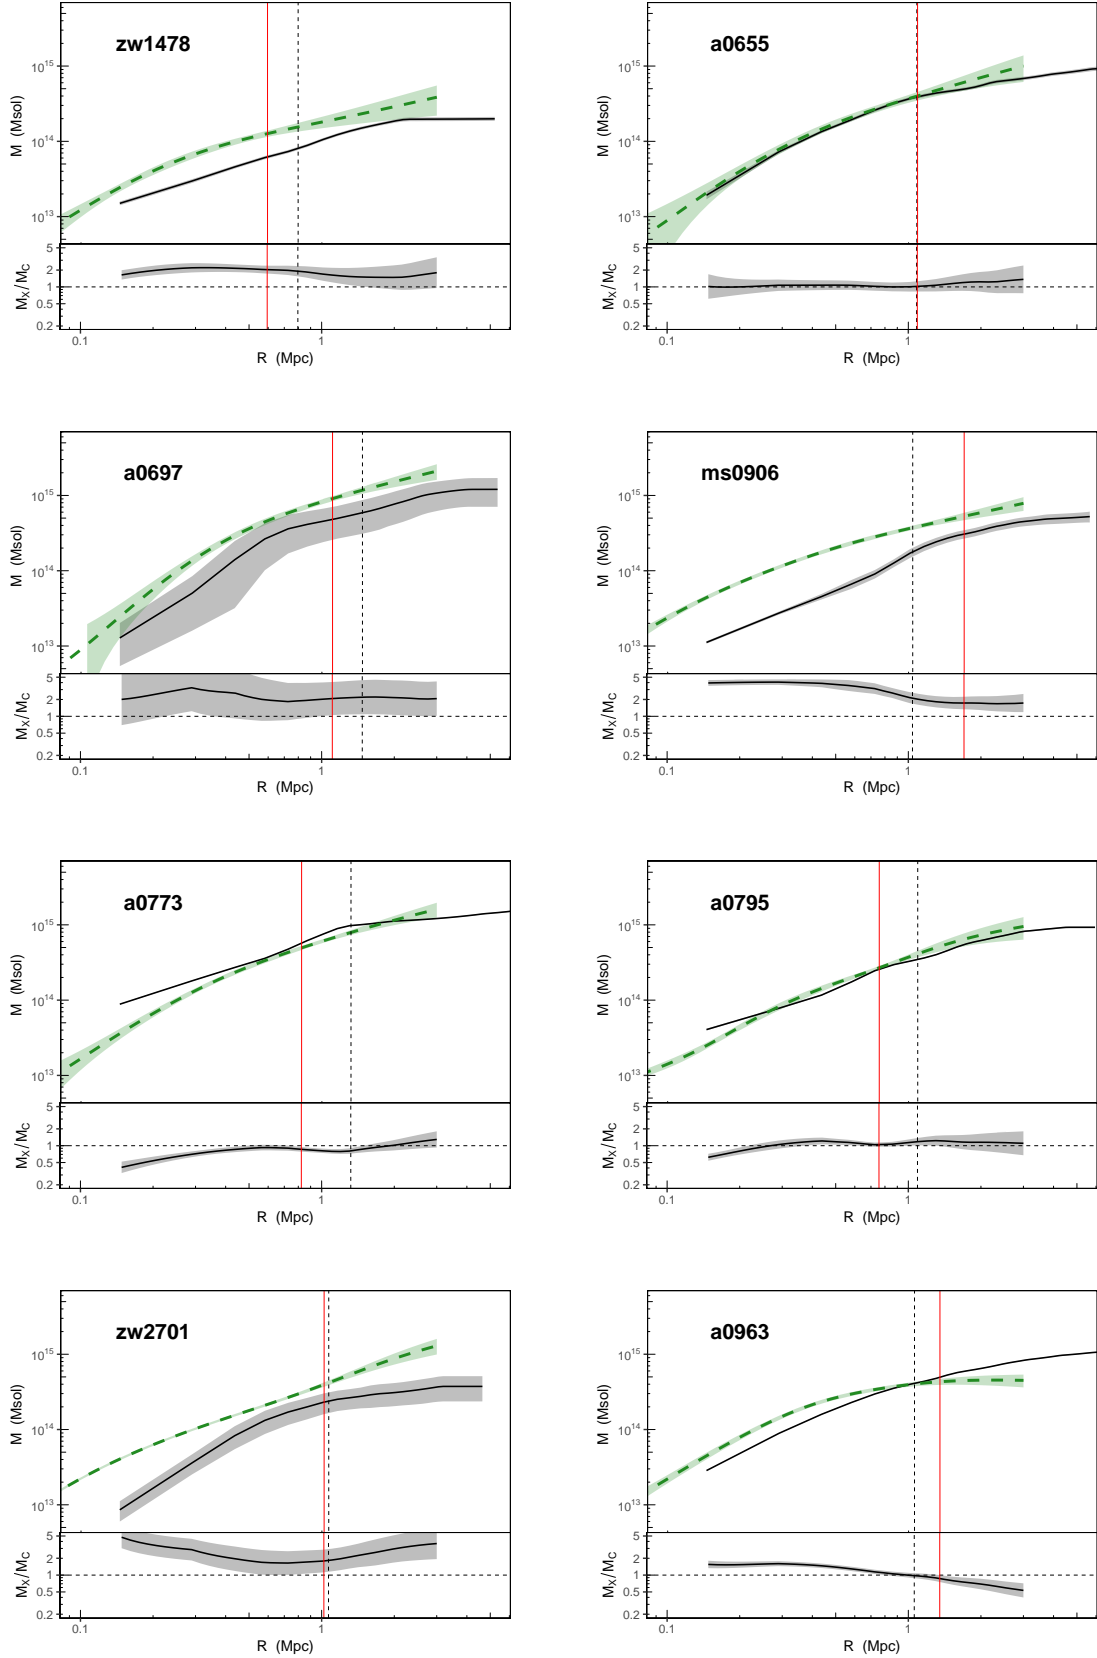 zw1478
M (Msol)
10^15
10^14
10^13
M_X/M_C
5
2
1
0.5
0.2
0.1
1
R (Mpc)
a0655
M (Msol)
10^15
10^14
10^13
M_X/M_C
5
2
1
0.5
0.2
0.1
1
R (Mpc)
a0697
M (Msol)
10^15
10^14
10^13
M_X/M_C
5
2
1
0.5
0.2
0.1
1
R (Mpc)
ms0906
M (Msol)
10^15
10^14
10^13
M_X/M_C
5
2
1
0.5
0.2
0.1
1
R (Mpc)
a0773
M (Msol)
10^15
10^14
10^13
M_X/M_C
5
2
1
0.5
0.2
0.1
1
R (Mpc)
a0795
M (Msol)
10^15
10^14
10^13
M_X/M_C
5
2
1
0.5
0.2
0.1
1
R (Mpc)
zw2701
M (Msol)
10^15
10^14
10^13
M_X/M_C
5
2
1
0.5
0.2
0.1
1
R (Mpc)
a0963
M (Msol)
10^15
10^14
10^13
M_X/M_C
5
2
1
0.5
0.2
0.1
1
R (Mpc)